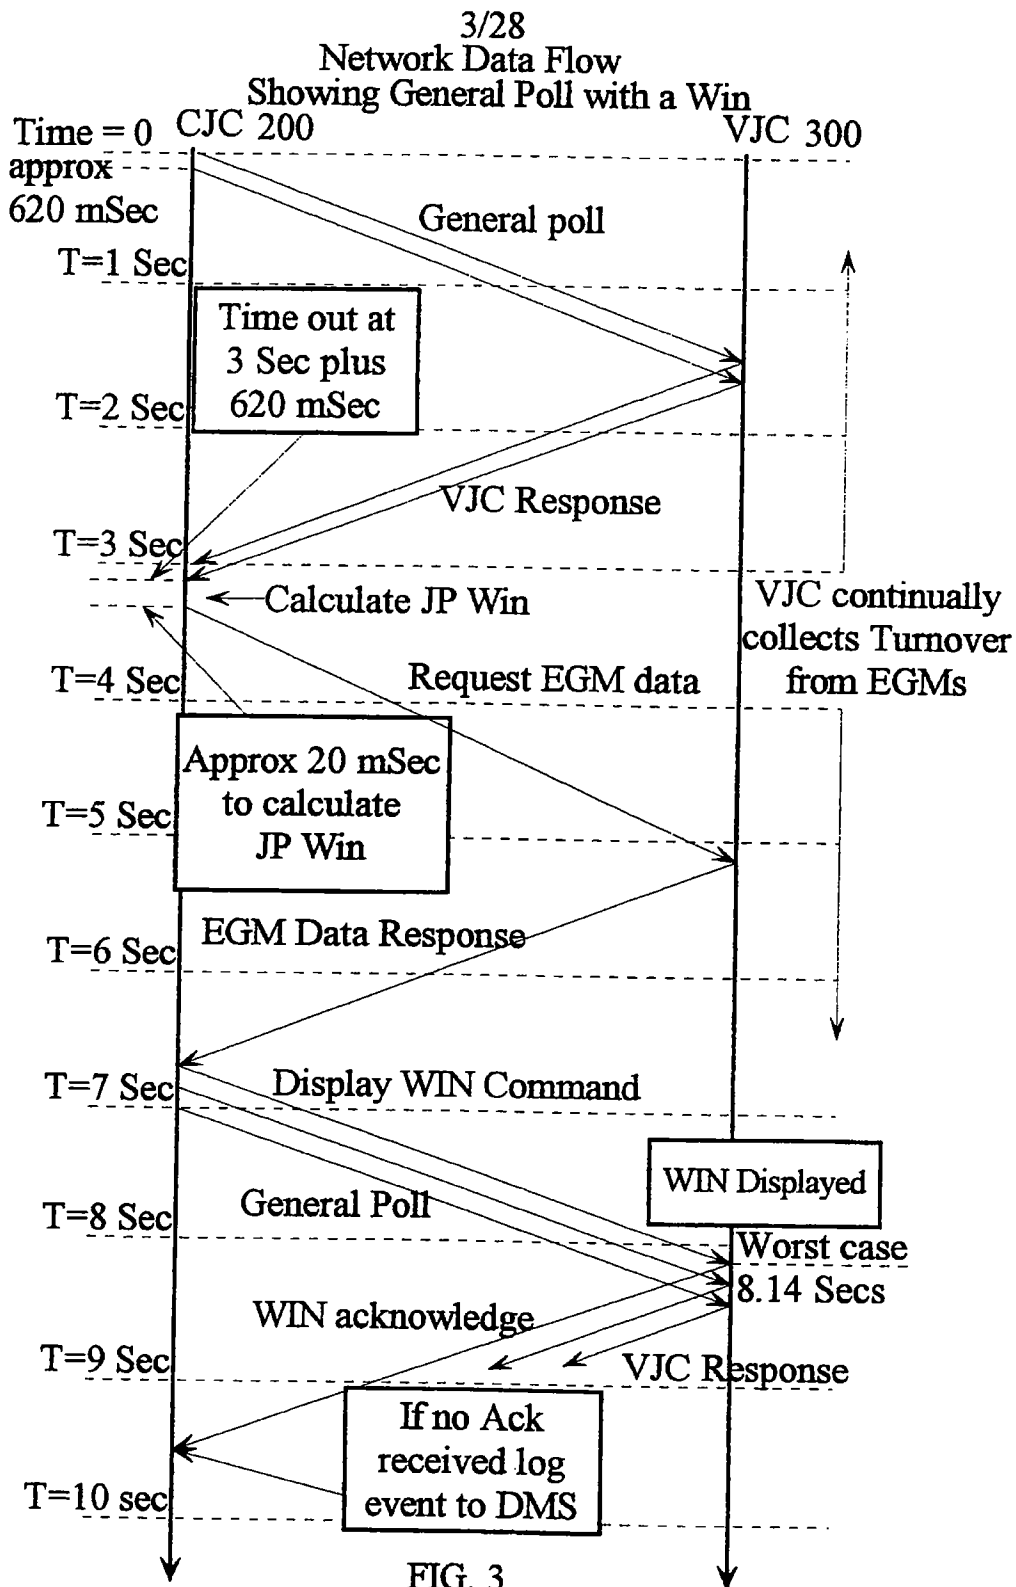 3/28
Network Data Flow
Showing General Poll with a Win
Time = 0
CJC 200
VJC 300
approx
620 mSec
General poll
T=1 Sec
Time out at
3 Sec plus
620 mSec
T=2 Sec
VJC Response
T=3 Sec
Calculate JP Win
VJC continually
collects Turnover
from EGMs
T=4 Sec
Request EGM data
Approx 20 mSec
to calculate
JP Win
T=5 Sec
EGM Data Response
T=6 Sec
T=7 Sec
Display WIN Command
WIN Displayed
General Poll
T=8 Sec
Worst case
8.14 Secs
WIN acknowledge
T=9 Sec
VJC Response
If no Ack
received log
event to DMS
T=10 sec
FIG. 3